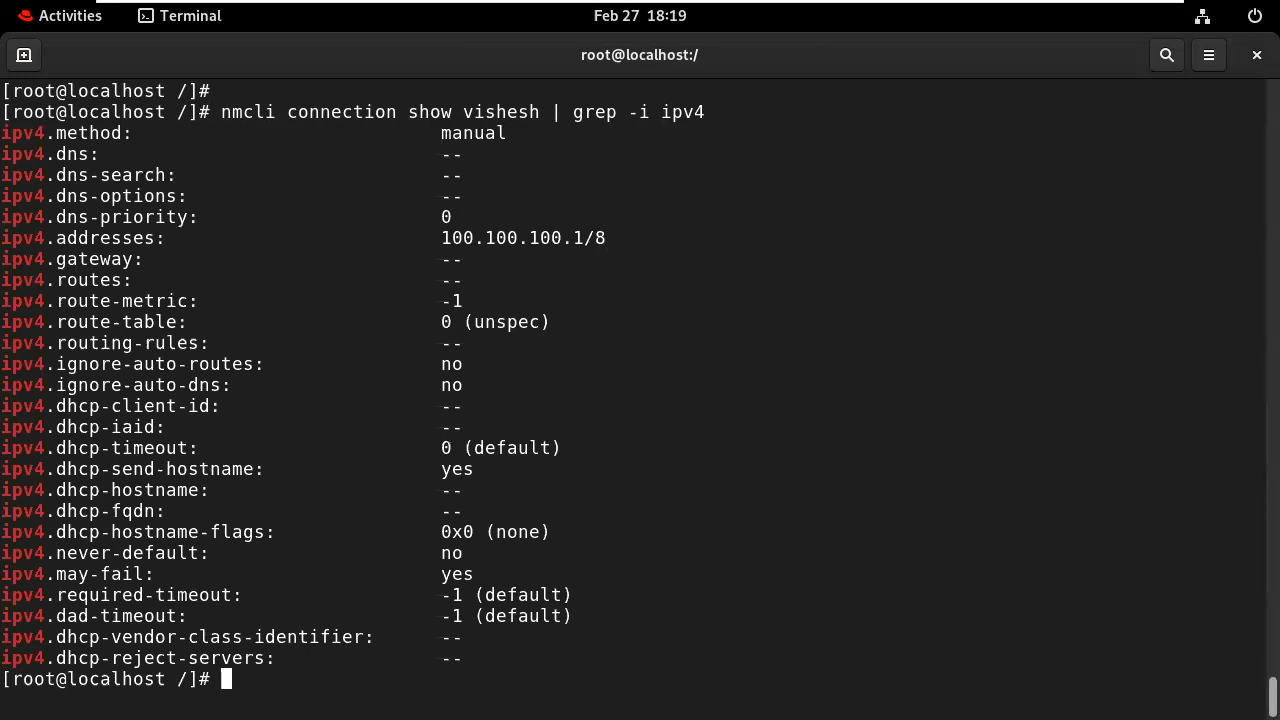 Activities Terminal Feb 27 18:19
root@localhost:/
[root@localhost /]#
[root@localhost /]# nmcli connection show vishesh | grep -i ipv4
ipv4.method: manual
ipv4.dns: --
ipv4.dns-search: --
ipv4.dns-options: --
ipv4.dns-priority: 0
ipv4.addresses: 100.100.100.1/8
ipv4.gateway: --
ipv4.routes: --
ipv4.route-metric: -1
ipv4.route-table: 0 (unspec)
ipv4.routing-rules: --
ipv4.ignore-auto-routes: no
ipv4.ignore-auto-dns: no
ipv4.dhcp-client-id: --
ipv4.dhcp-iaid: --
ipv4.dhcp-timeout: 0 (default)
ipv4.dhcp-send-hostname: yes
ipv4.dhcp-hostname: --
ipv4.dhcp-fqdn: --
ipv4.dhcp-hostname-flags: 0x0 (none)
ipv4.never-default: no
ipv4.may-fail: yes
ipv4.required-timeout: -1 (default)
ipv4.dad-timeout: -1 (default)
ipv4.dhcp-vendor-class-identifier: --
ipv4.dhcp-reject-servers: --
[root@localhost /]#